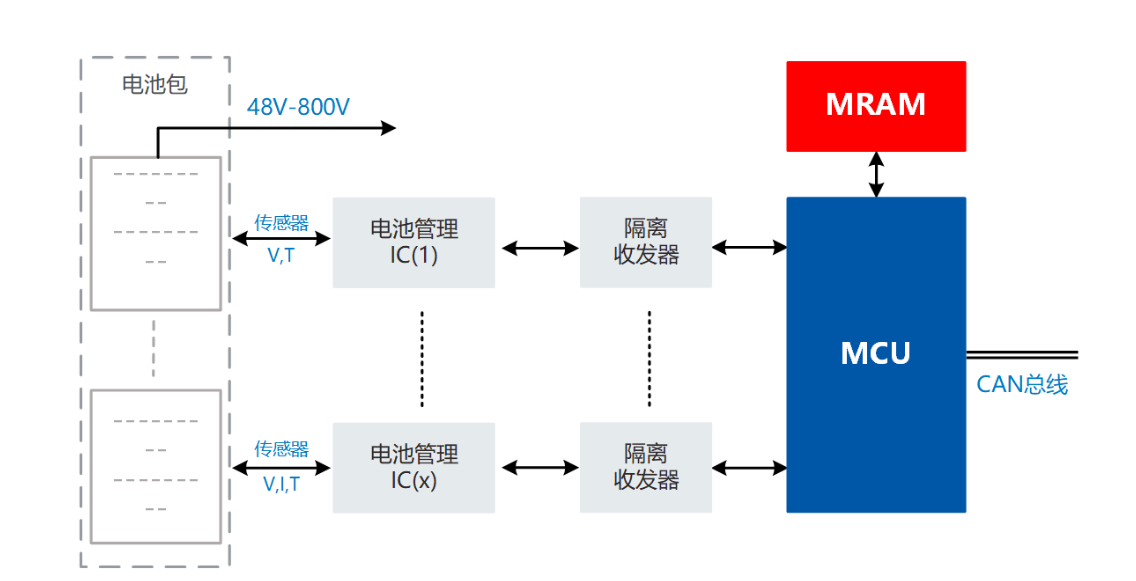 电池包
48V-800V
MRAM
传感器
V,T
电池管理
IC(1)
隔离
收发器
MCU
CAN总线
传感器
V,I,T
电池管理
IC(x)
隔离
收发器